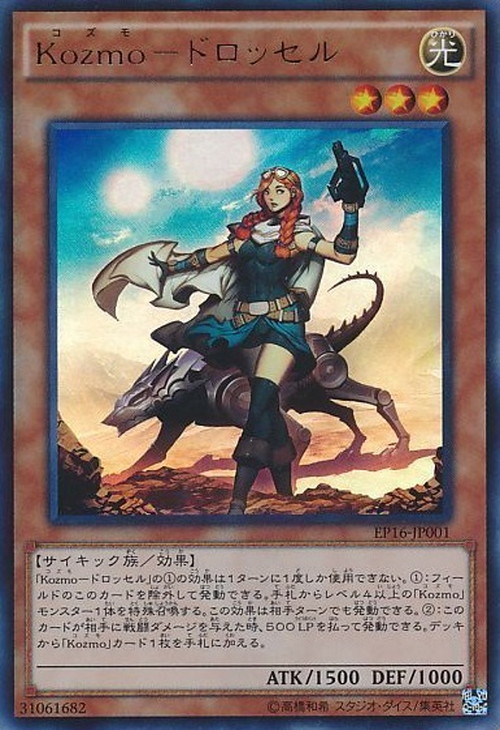 コズモ
Kozmo－ドロッセル
ひかり
光
EP16-JP001
【サイキック族／効果】
「Kozmo－ドロッセル」の①の効果は1ターンに1度しか使用できない。①：フィー
ルドのこのカードを除外して発動できる。手札からレベル4以上の「Kozmo」
モンスター1体を特殊召喚する。この効果は相手ターンでも発動できる。②：この
カードが相手に戦闘ダメージを与えた時、500LPを払って発動できる。デッキ
から「Kozmo」カード1枚を手札に加える。
ATK/1500 DEF/1000
31061682
©高橋和希 スタジオ・ダイス/集英社